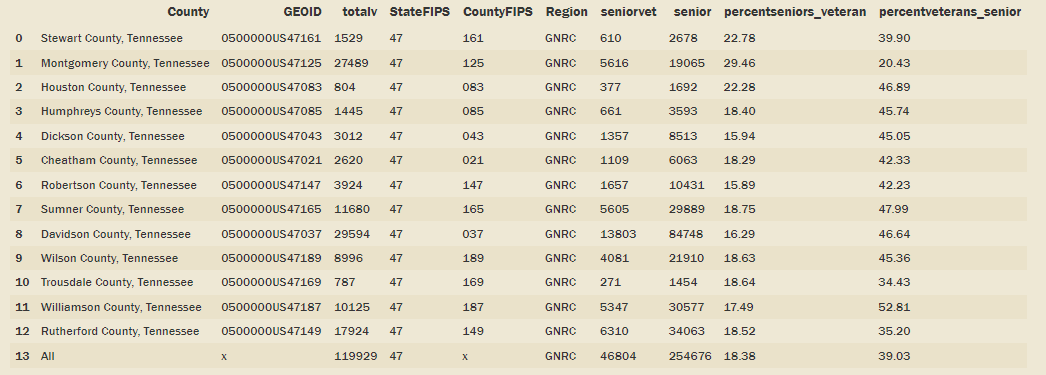 County GEOID totalv StateFIPS CountyFIPS Region seniorvet senior percentseniors_veteran percentveterans_senior
0 Stewart County, Tennessee 0500000US47161 1529 47 161 GNRC 610 2678 22.78 39.90
1 Montgomery County, Tennessee 0500000US47125 27489 47 125 GNRC 5616 19065 29.46 20.43
2 Houston County, Tennessee 0500000US47083 804 47 083 GNRC 377 1692 22.28 46.89
3 Humphreys County, Tennessee 0500000US47085 1445 47 085 GNRC 661 3593 18.40 45.74
4 Dickson County, Tennessee 0500000US47043 3012 47 043 GNRC 1357 8513 15.94 45.05
5 Cheatham County, Tennessee 0500000US47021 2620 47 021 GNRC 1109 6063 18.29 42.33
6 Robertson County, Tennessee 0500000US47147 3924 47 147 GNRC 1657 10431 15.89 42.23
7 Sumner County, Tennessee 0500000US47165 11680 47 165 GNRC 5605 29889 18.75 47.99
8 Davidson County, Tennessee 0500000US47037 29594 47 037 GNRC 13803 84748 16.29 46.64
9 Wilson County, Tennessee 0500000US47189 8996 47 189 GNRC 4081 21910 18.63 45.36
10 Trousdale County, Tennessee 0500000US47169 787 47 169 GNRC 271 1454 18.64 34.43
11 Williamson County, Tennessee 0500000US47187 10125 47 187 GNRC 5347 30577 17.49 52.81
12 Rutherford County, Tennessee 0500000US47149 17924 47 149 GNRC 6310 34063 18.52 35.20
13 All x 119929 47 x GNRC 46804 254676 18.38 39.03